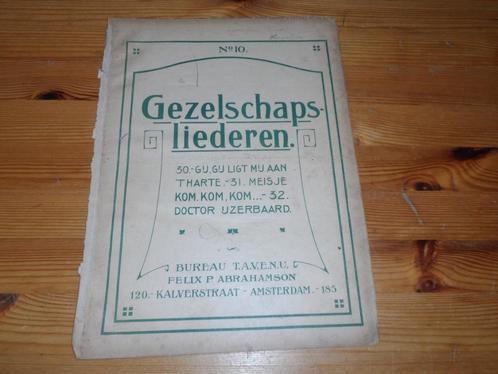 No 10.
Gezelschaps-
liederen.
30.- GIJ, GIJ LIGT MIJ AAN
'T HARTE.- 31. MEISJE
KOM, KOM, KOM...- 32.
DOCTOR IJZERBAARD.
BUREAU T.A.V.E.N.U.
FELIX P. ABRAHAMSON
120.- KALVERSTRAAT - AMSTERDAM.- 185